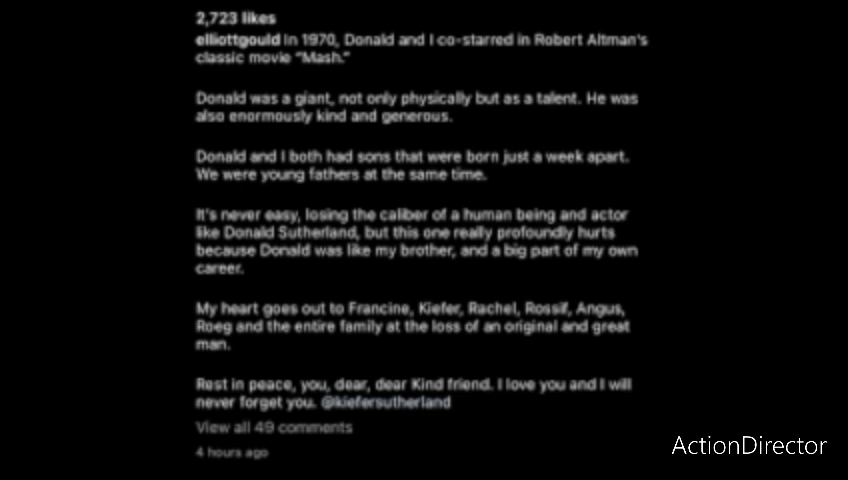 2,723 likes
elliottgould In 1970, Donald and I co-starred in Robert Altman's
classic movie "Mash."
Donald was a giant, not only physically but as a talent. He was
also enormously kind and generous.
Donald and I both had sons that were born just a week apart.
We were young fathers at the same time.
It's never easy, losing the caliber of a human being and actor
like Donald Sutherland, but this one really profoundly hurts
because Donald was like my brother, and a big part of my own
career.
My heart goes out to Francine, Kiefer, Rachel, Rossif, Angus,
Roeg and the entire family at the loss of an original and great
man.
Rest in peace, you, dear, dear Kind friend. I love you and I will
never forget you. @kiefersutherland
View all 49 comments
4 hours ago
ActionDirector